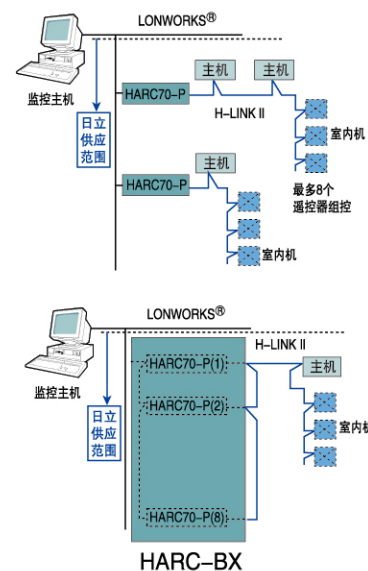 LONWORKS®
监控主机
日立
供应
范围
HARC70-P
主机
主机
H-LINK II
室内机
最多8个
遥控器组控
HARC70-P
主机
室内机
LONWORKS®
监控主机
日立
供应
范围
H-LINK II
HARC70-P(1)
主机
HARC70-P(2)
室内机
HARC70-P(8)
HARC-BX